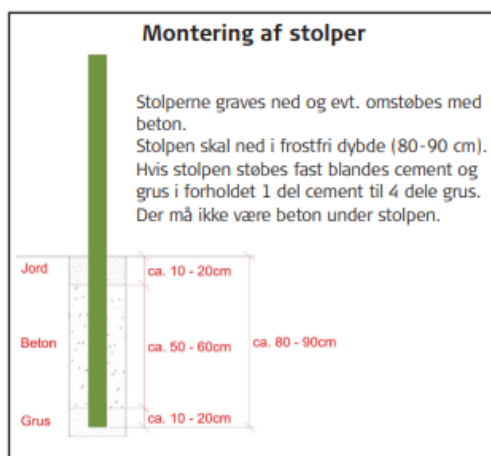 Montering af stolper
Stolperne graves ned og evt. omstøbes med
beton.
Stolpen skal ned i frostfri dybde (80-90 cm).
Hvis stolpen støbes fast blandes cement og
grus i forholdet 1 del cement til 4 dele grus.
Der må ikke være beton under stolpen.
Jord
ca. 10 - 20cm
Beton
ca. 50 - 60cm
ca. 80 - 90cm
Grus
ca. 10 - 20cm